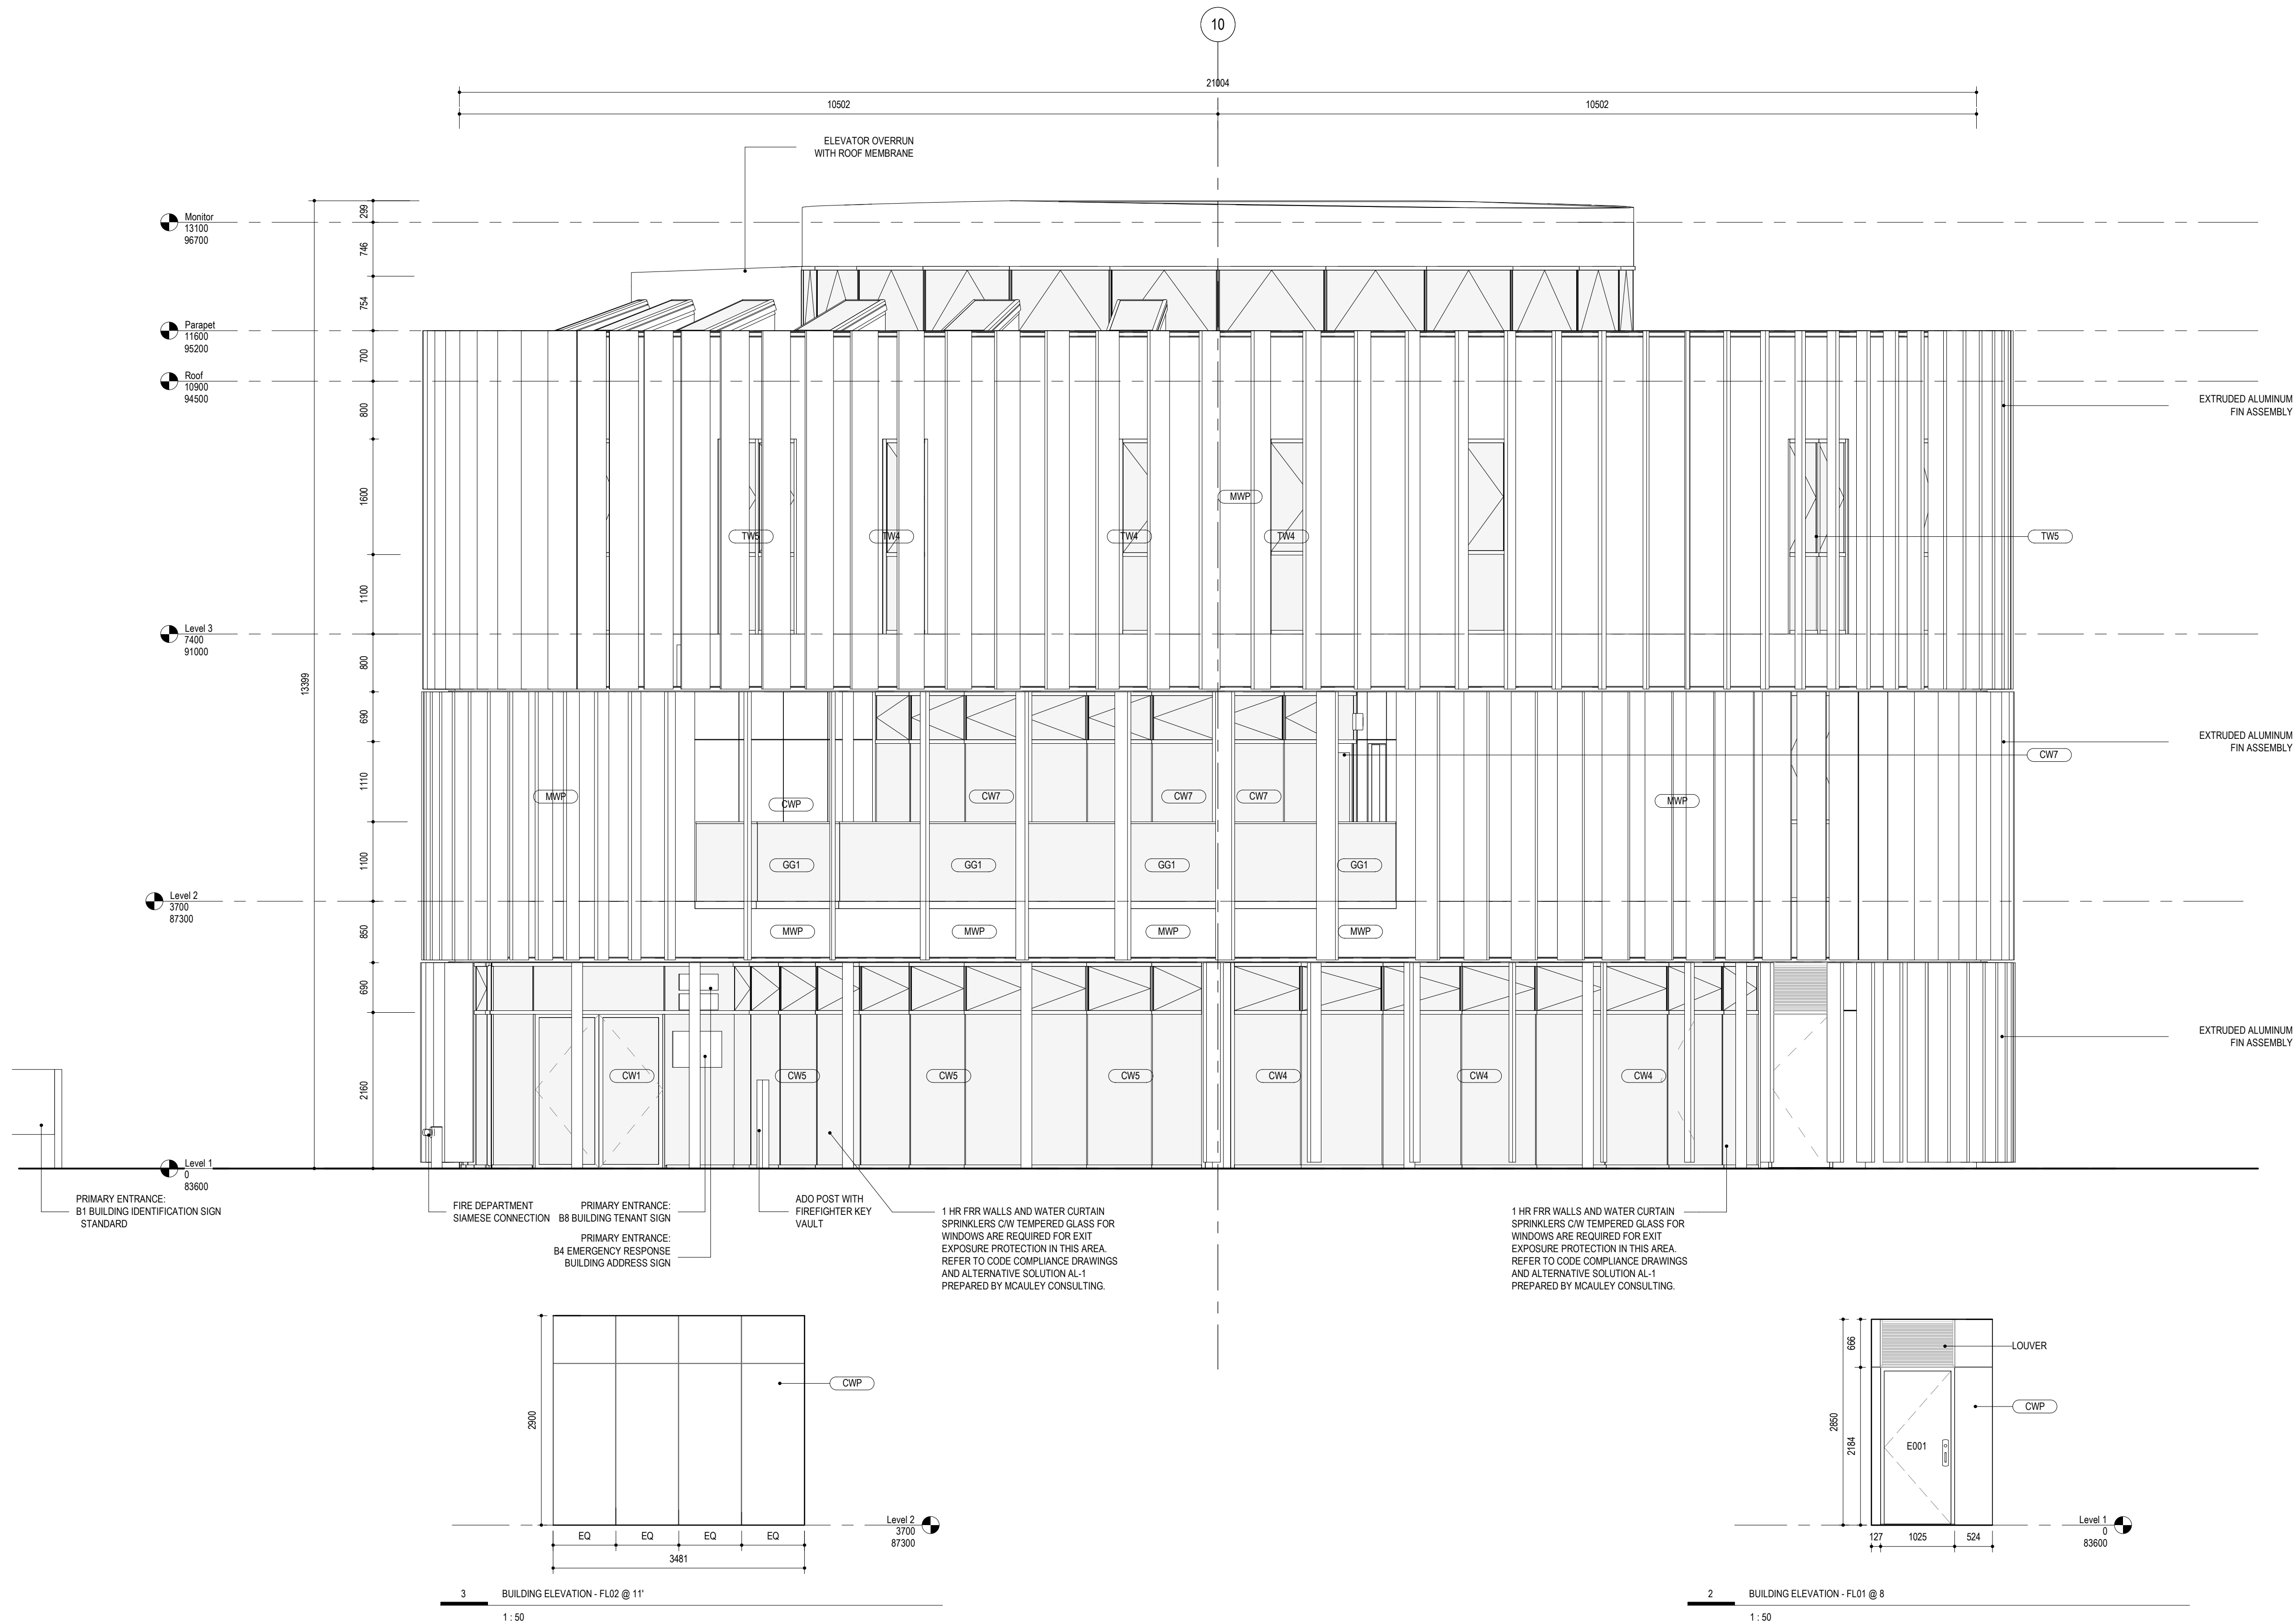 10
21004
10502
10502
ELEVATOR OVERRUN
WITH ROOF MEMBRANE
Monitor
13100
96700
299
746
754
Parapet
11600
95200
700
Roof
10900
94500
800
EXTRUDED ALUMINUM
FIN ASSEMBLY
1600
MWP
TW5
TW4
TW4
TW4
TW5
1100
Level 3
7400
91000
13399
800
690
EXTRUDED ALUMINUM
FIN ASSEMBLY
CW7
1110
MWP
CWP
CW7
CW7
CW7
MWP
1100
GG1
GG1
GG1
GG1
Level 2
3700
87300
850
MWP
MWP
MWP
MWP
690
EXTRUDED ALUMINUM
FIN ASSEMBLY
2160
CW1
CW5
CW5
CW5
CW4
CW4
CW4
Level 1
0
83600
PRIMARY ENTRANCE:
B1 BUILDING IDENTIFICATION SIGN
STANDARD
FIRE DEPARTMENT
SIAMESE CONNECTION
PRIMARY ENTRANCE:
B8 BUILDING TENANT SIGN
PRIMARY ENTRANCE:
B4 EMERGENCY RESPONSE
BUILDING ADDRESS SIGN
ADO POST WITH
FIREFIGHTER KEY
VAULT
1 HR FRR WALLS AND WATER CURTAIN
SPRINKLERS C/W TEMPERED GLASS FOR
WINDOWS ARE REQUIRED FOR EXIT
EXPOSURE PROTECTION IN THIS AREA.
REFER TO CODE COMPLIANCE DRAWINGS
AND ALTERNATIVE SOLUTION AL-1
PREPARED BY MCAULEY CONSULTING.
1 HR FRR WALLS AND WATER CURTAIN
SPRINKLERS C/W TEMPERED GLASS FOR
WINDOWS ARE REQUIRED FOR EXIT
EXPOSURE PROTECTION IN THIS AREA.
REFER TO CODE COMPLIANCE DRAWINGS
AND ALTERNATIVE SOLUTION AL-1
PREPARED BY MCAULEY CONSULTING.
2900
CWP
Level 2
3700
87300
EQ EQ EQ EQ
3481
3 BUILDING ELEVATION - FL02 @ 11'
1 : 50
666
2850
2184
LOUVER
CWP
E001
Level 1
0
83600
127 1025 524
2 BUILDING ELEVATION - FL01 @ 8
1 : 50